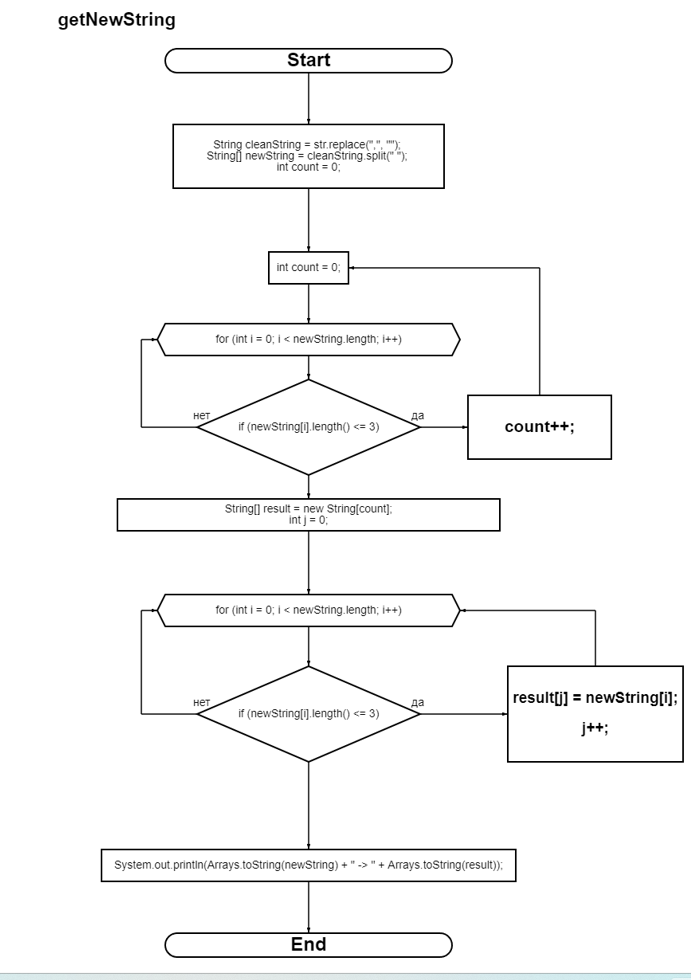 getNewString
Start
String cleanString = str.replace(",", "");
String[] newString = cleanString.split(" ");
int count = 0;
int count = 0;
for (int i = 0; i < newString.length; i++)
нет
да
if (newString[i].length() <= 3)
count++;
String[] result = new String[count];
int j = 0;
for (int i = 0; i < newString.length; i++)
нет
да
if (newString[i].length() <= 3)
result[j] = newString[i];
j++;
System.out.println(Arrays.toString(newString) + " -> " + Arrays.toString(result));
End